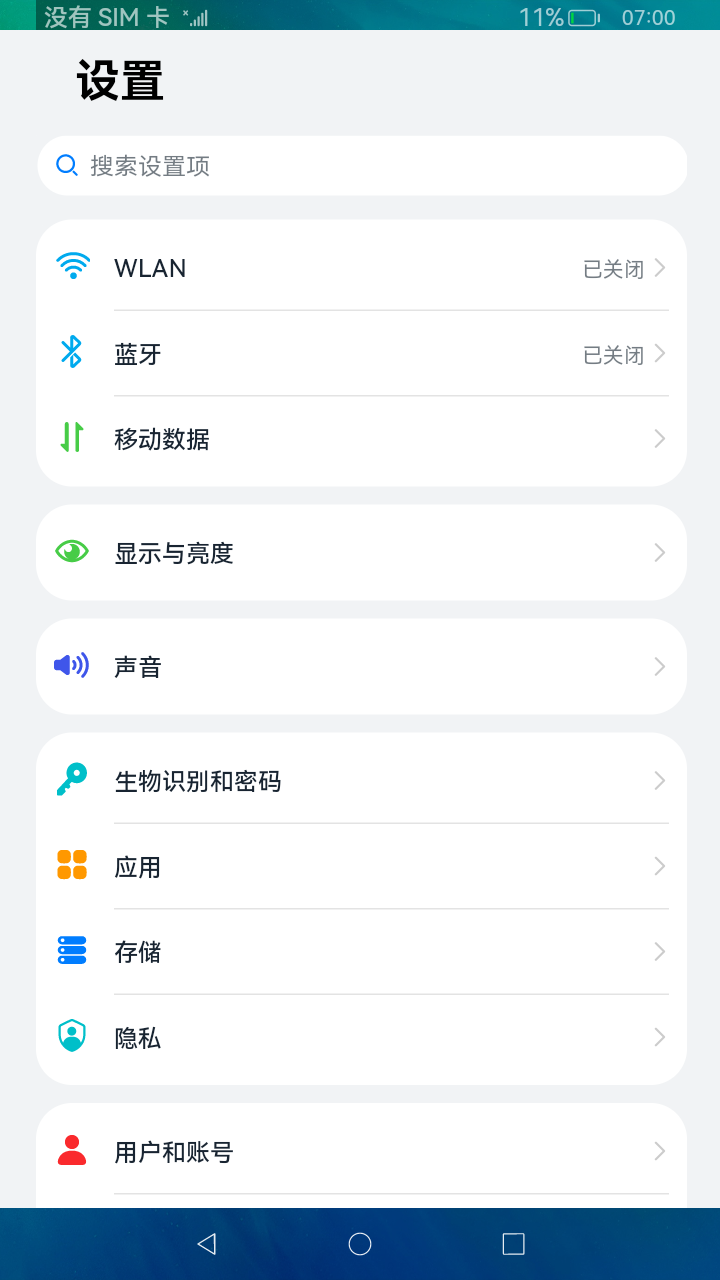 没有 SIM 卡 11% 07:00
设置
搜索设置项
WLAN 已关闭
蓝牙 已关闭
移动数据
显示与亮度
声音
生物识别和密码
应用
存储
隐私
用户和账号